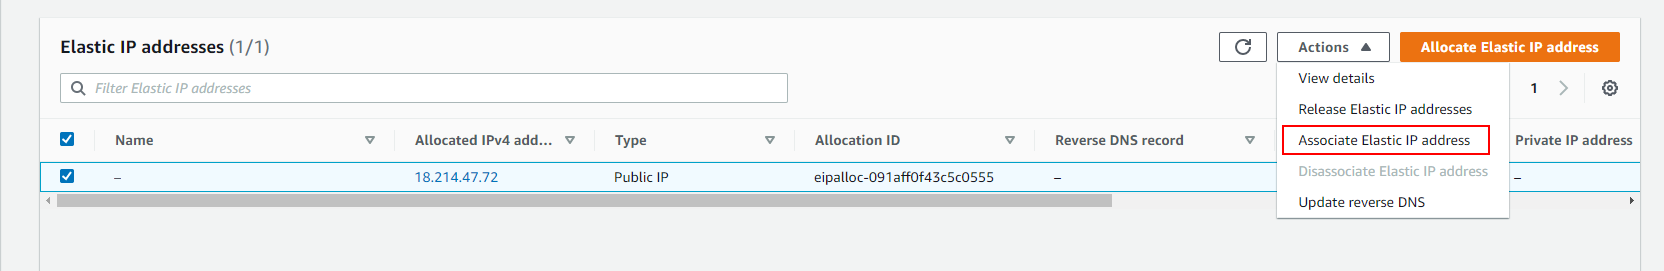 Elastic IP addresses (1/1)
Actions
Allocate Elastic IP address
Filter Elastic IP addresses
1
View details
Release Elastic IP addresses
Associate Elastic IP address
Disassociate Elastic IP address
Update reverse DNS
Name
Allocated IPv4 add...
Type
Allocation ID
Reverse DNS record
Private IP address
–
18.214.47.72
Public IP
eipalloc-091aff0f43c5c0555
–
–